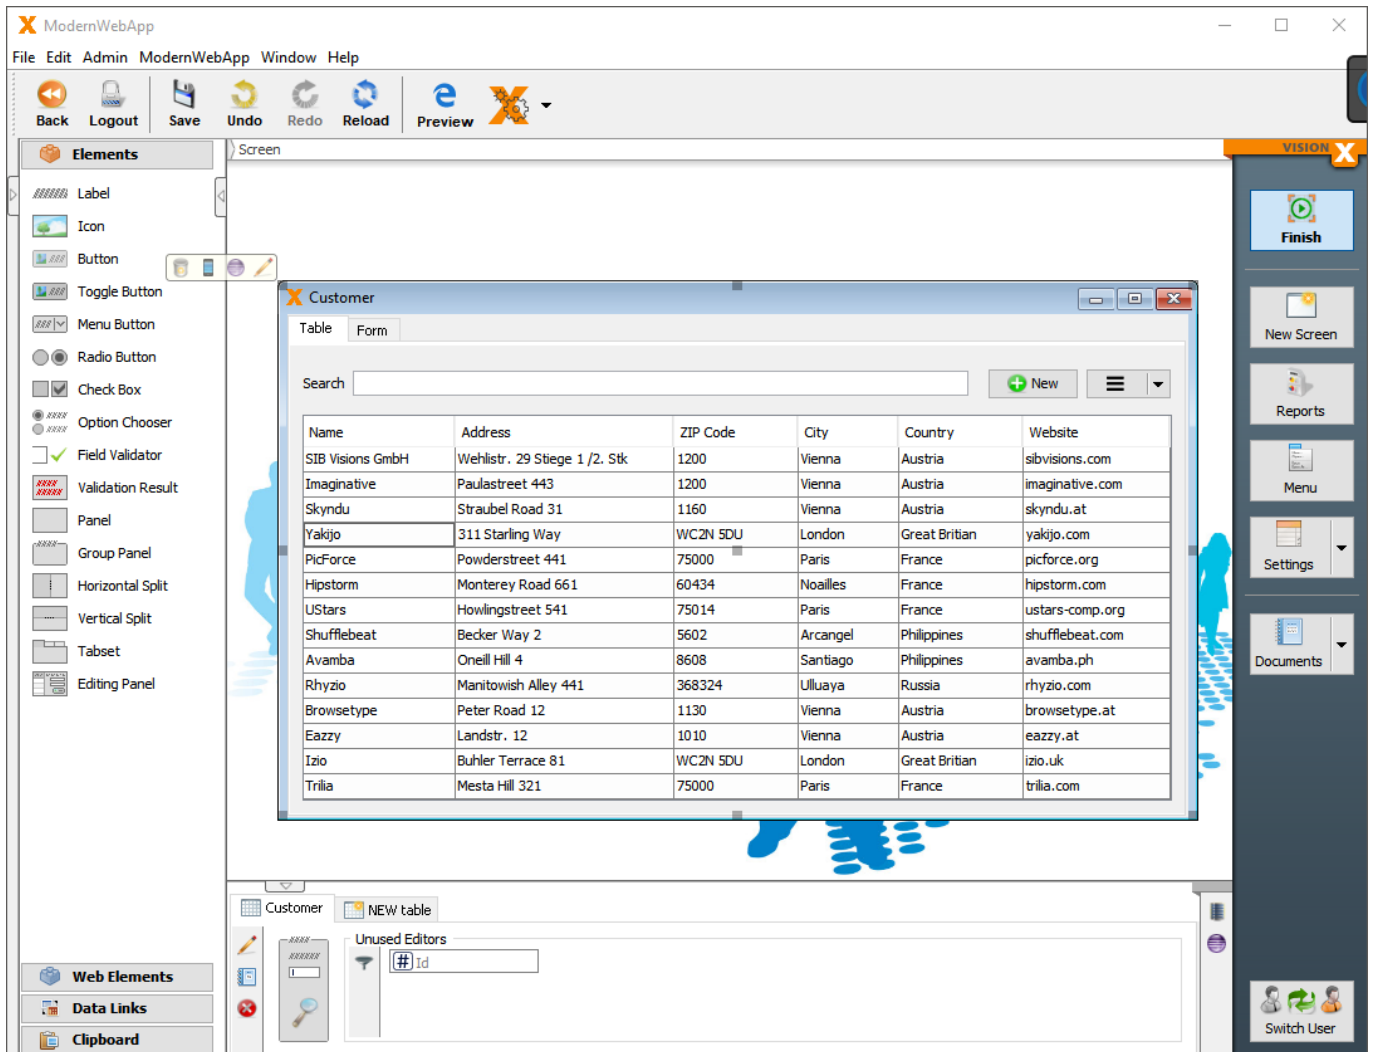 ModernWebApp
File Edit Admin ModernWebApp Window Help
Back Logout Save Undo Redo Reload Preview
Elements
Screen
VISION X
Label
Icon
Button
Toggle Button
Menu Button
Radio Button
Check Box
Option Chooser
Field Validator
Validation Result
Panel
Group Panel
Horizontal Split
Vertical Split
Tabset
Editing Panel
Web Elements
Data Links
Clipboard
Customer
Table Form
Search New
Name Address ZIP Code City Country Website
SIB Visions GmbH Wehlistr. 29 Stiege 1 /2. Stk 1200 Vienna Austria sibvisions.com
Imaginative Paulastreet 443 1200 Vienna Austria imaginative.com
Skyndu Straubel Road 31 1160 Vienna Austria skyndu.at
Yakijo 311 Starling Way WC2N 5DU London Great Britian yakijo.com
PicForce Powderstreet 441 75000 Paris France picforce.org
Hipstorm Monterey Road 661 60434 Noailles France hipstorm.com
UStars Howlingstreet 541 75014 Paris France ustars-comp.org
Shufflebeat Becker Way 2 5602 Arcangel Philippines shufflebeat.com
Avamba Oneill Hill 4 8608 Santiago Philippines avamba.ph
Rhyzio Manitowish Alley 441 368324 Ulluaya Russia rhyzio.com
Browsetype Peter Road 12 1130 Vienna Austria browsetype.at
Eazzy Landstr. 12 1010 Vienna Austria eazzy.at
Izio Buhler Terrace 81 WC2N 5DU London Great Britian izio.uk
Trilia Mesta Hill 321 75000 Paris France trilia.com
Customer NEW table
Unused Editors
# Id
Finish
New Screen
Reports
Menu
Settings
Documents
Switch User